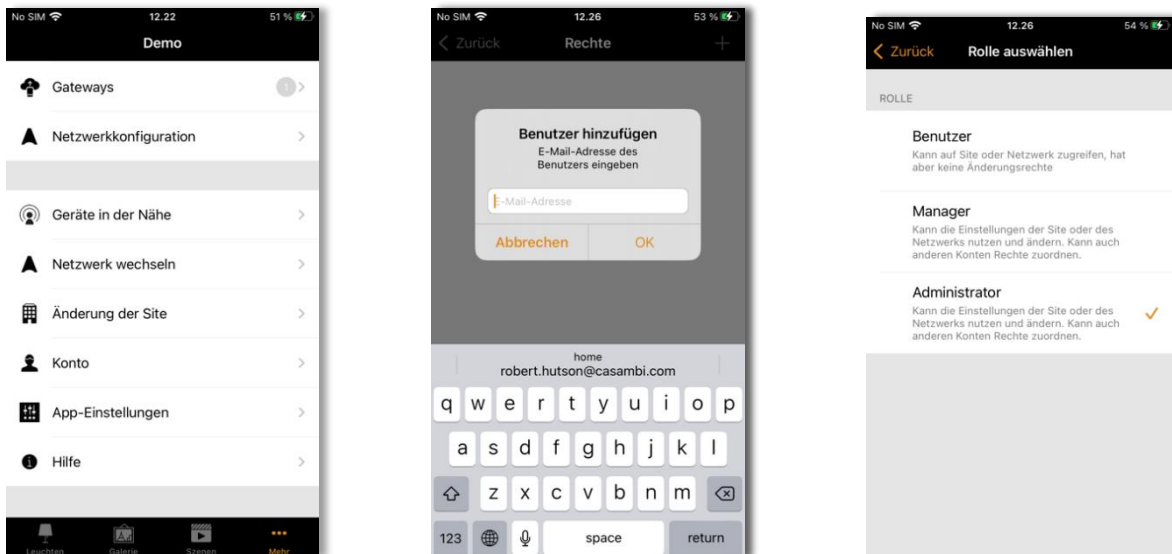 No SIM 12.22 51 %
Demo
Gateways 1
Netzwerkkonfiguration
Geräte in der Nähe
Netzwerk wechseln
Änderung der Site
Konto
App-Einstellungen
Hilfe
Leuchten Galerie Szenen Mehr
No SIM 12.26 53 %
Zurück Rechte
Benutzer hinzufügen
E-Mail-Adresse des
Benutzers eingeben
E-Mail-Adresse
Abbrechen OK
home
robert.hutson@casambi.com
q w e r t y u i o p
a s d f g h j k l
z x c v b n m
123 space return
No SIM 12.26 54 %
Zurück Rolle auswählen
ROLLE
Benutzer
Kann auf Site oder Netzwerk zugreifen, hat
aber keine Änderungsrechte
Manager
Kann die Einstellungen der Site oder des
Netzwerks nutzen und ändern. Kann auch
anderen Konten Rechte zuordnen.
Administrator
Kann die Einstellungen der Site oder des
Netzwerks nutzen und ändern. Kann auch
anderen Konten Rechte zuordnen.